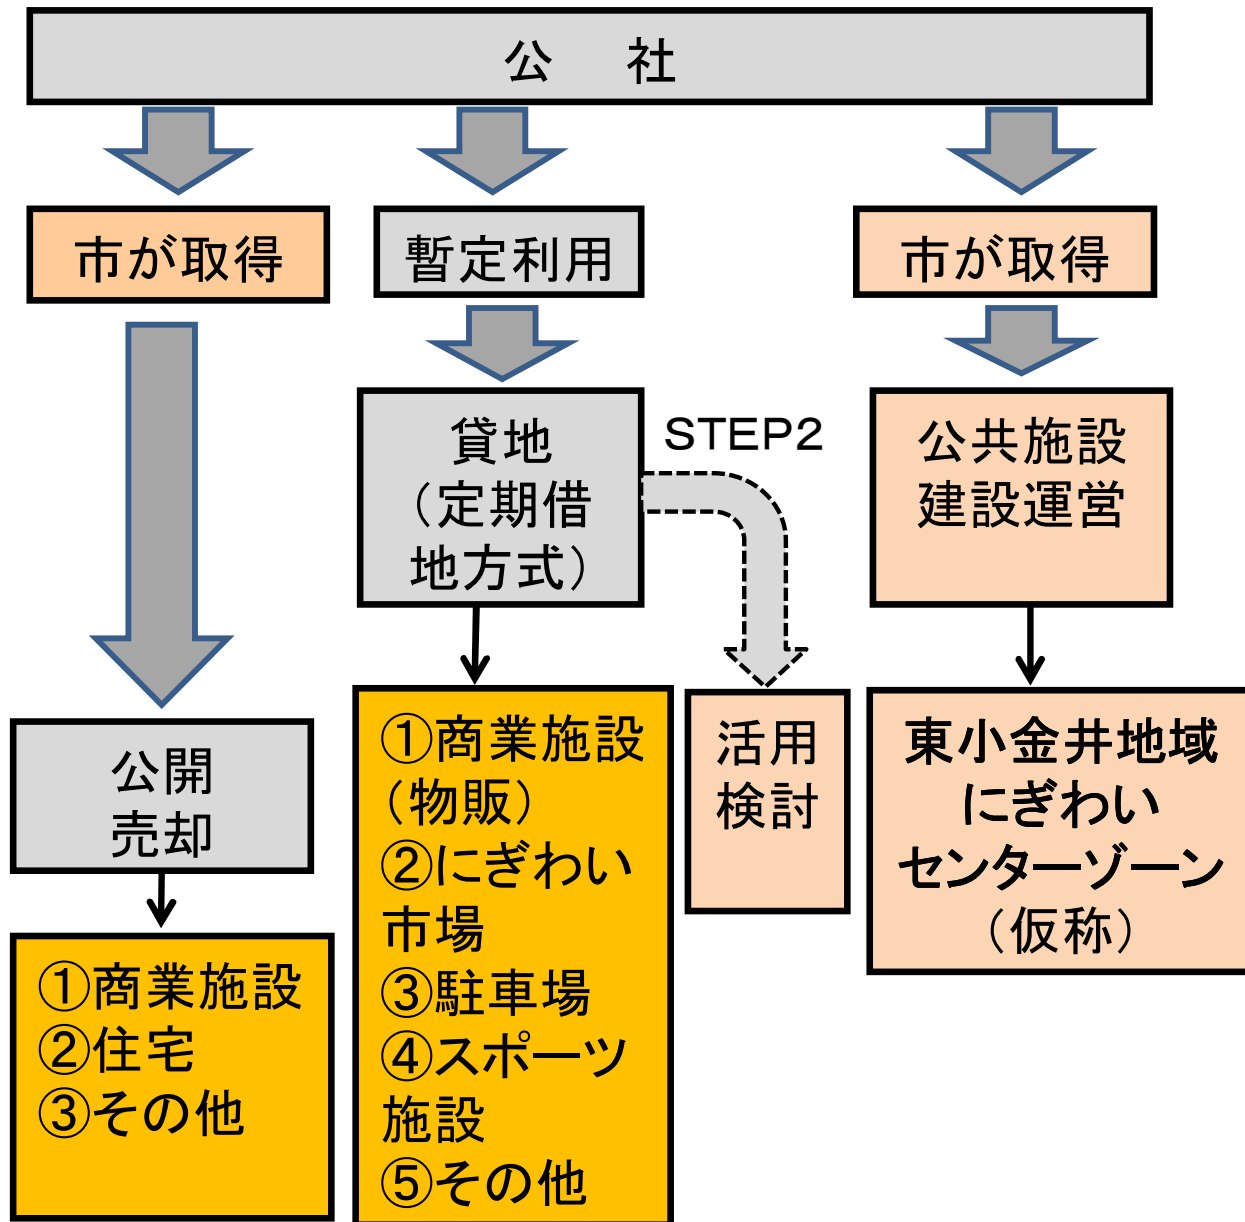 公　社
市が取得
暫定利用
市が取得
貸地
（定期借
地方式）
STEP2
公共施設
建設運営
公開
売却
①商業施設
（物販）
②にぎわい
市場
③駐車場
④スポーツ
施設
⑤その他
活用
検討
東小金井地域
にぎわい
センターゾーン
（仮称）
①商業施設
②住宅
③その他